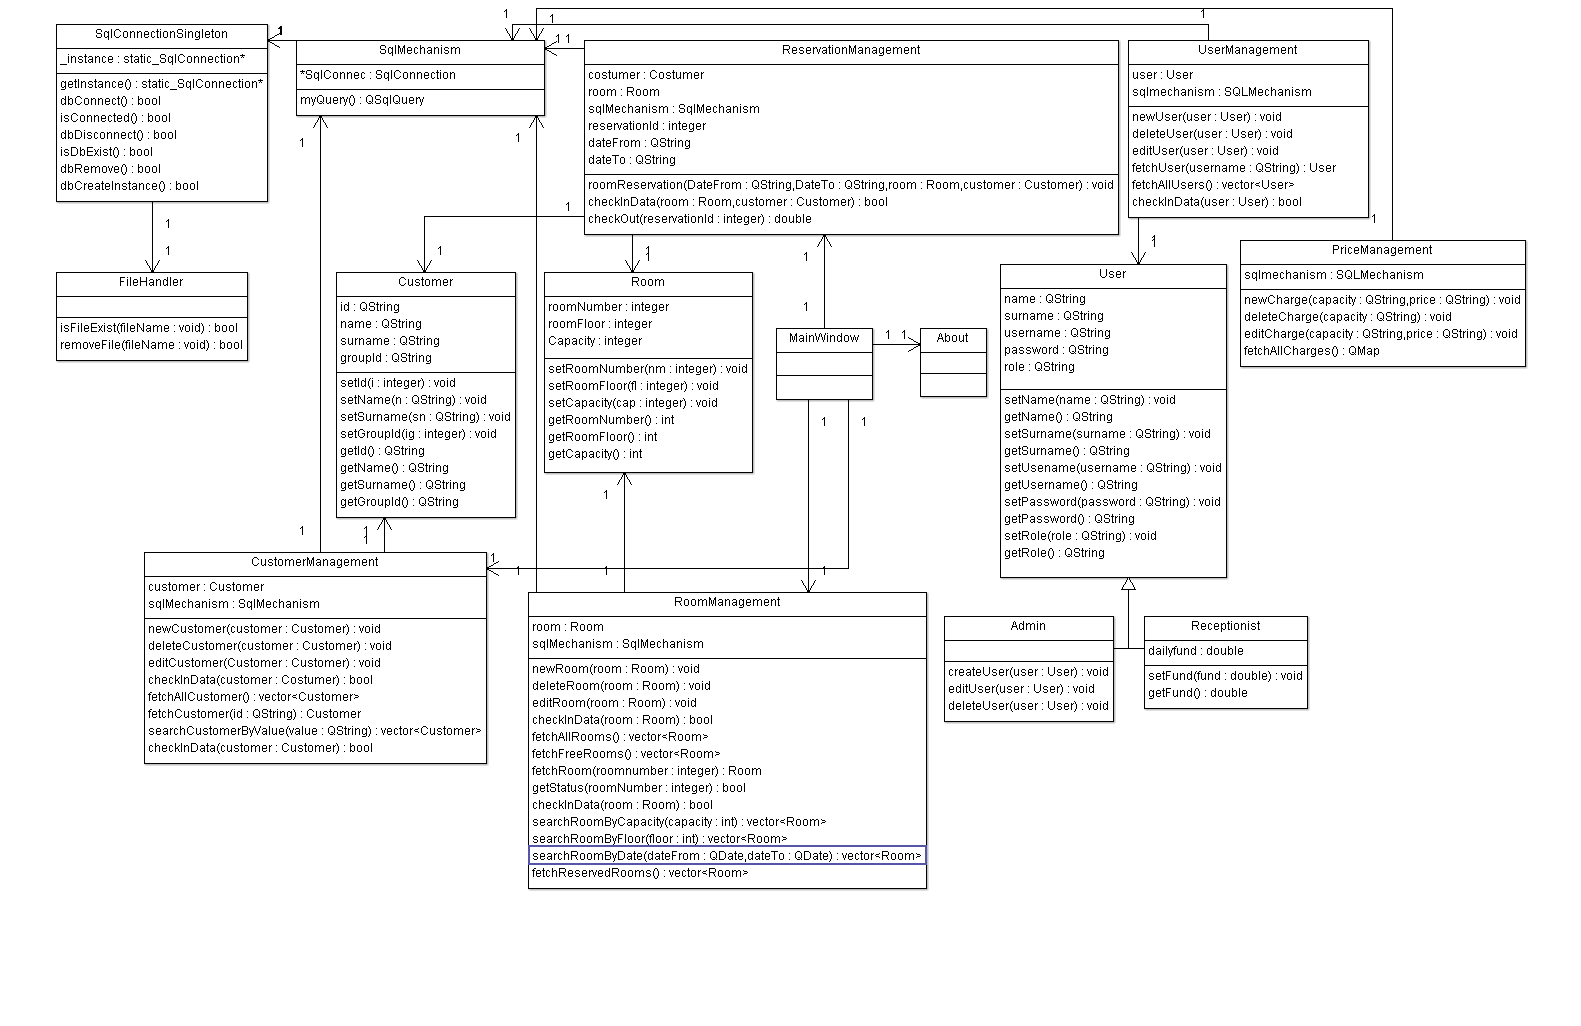 SqlConnectionSingleton
_instance : static_SqlConnection*
getInstance() : static_SqlConnection*
dbConnect() : bool
isConnected() : bool
dbDisconnect() : bool
isDbExist() : bool
dbRemove() : bool
dbCreateInstance() : bool
1
1
1
FileHandler
isFileExist(fileName : void) : bool
removeFile(fileName : void) : bool
SqlMechanism
*SqlConnec : SqlConnection
myQuery() : QSqlQuery
1
1
1
1
1
1
1
ReservationManagement
costumer : Costumer
room : Room
sqlMechanism : SqlMechanism
reservationId : integer
dateFrom : QString
dateTo : QString
roomReservation(DateFrom : QString,DateTo : QString,room : Room,customer : Customer) : void
checkInData(room : Room,customer : Customer) : bool
checkOut(reservationId : integer) : double
UserManagement
user : User
sqlmechanism : SQLMechanism
newUser(user : User) : void
deleteUser(user : User) : void
editUser(user : User) : void
fetchUser(username : QString) : User
fetchAllUsers() : vector<User>
checkInData(user : User) : bool
1
1
1
PriceManagement
sqlmechanism : SQLMechanism
newCharge(capacity : QString,price : QString) : void
deleteCharge(capacity : QString) : void
editCharge(capacity : QString,price : QString) : void
fetchAllCharges() : QMap
1
1
1
1
Customer
id : QString
name : QString
surname : QString
groupId : QString
setId(i : integer) : void
setName(n : QString) : void
setSurname(sn : QString) : void
setGroupId(ig : integer) : void
getId() : QString
getName() : QString
getSurname() : QString
getGroupId() : QString
Room
roomNumber : integer
roomFloor : integer
Capacity : integer
setRoomNumber(nm : integer) : void
setRoomFloor(fl : integer) : void
setCapacity(cap : integer) : void
getRoomNumber() : int
getRoomFloor() : int
getCapacity() : int
1
1
MainWindow
1 1
About
1
1
User
name : QString
surname : QString
username : QString
password : QString
role : QString
setName(name : QString) : void
getName() : QString
setSurname(surname : QString) : void
getSurname() : QString
setUsename(username : QString) : void
getUsername() : QString
setPassword(password : QString) : void
getPassword() : QString
setRole(role : QString) : void
getRole() : QString
1
1
1
1
1
1
1
1
CustomerManagement
customer : Customer
sqlMechanism : SqlMechanism
newCustomer(customer : Customer) : void
deleteCustomer(customer : Customer) : void
editCustomer(Customer : Customer) : void
checkInData(customer : Costumer) : bool
fetchAllCustomer() : vector<Customer>
fetchCustomer(id : QString) : Customer
searchCustomerByValue(value : QString) : vector<Customer>
checkInData(customer : Customer) : bool
RoomManagement
room : Room
sqlMechanism : SqlMechanism
newRoom(room : Room) : void
deleteRoom(room : Room) : void
editRoom(room : Room) : void
checkInData(room : Room) : bool
fetchAllRooms() : vector<Room>
fetchFreeRooms() : vector<Room>
fetchRoom(roomnumber : integer) : Room
getStatus(roomNumber : integer) : bool
checkInData(room : Room) : bool
searchRoomByCapacity(capacity : int) : vector<Room>
searchRoomByFloor(floor : int) : vector<Room>
searchRoomByDate(dateFrom : QDate,dateTo : QDate) : vector<Room>
fetchReservedRooms() : vector<Room>
Admin
createUser(user : User) : void
editUser(user : User) : void
deleteUser(user : User) : void
Receptionist
dailyfund : double
setFund(fund : double) : void
getFund() : double